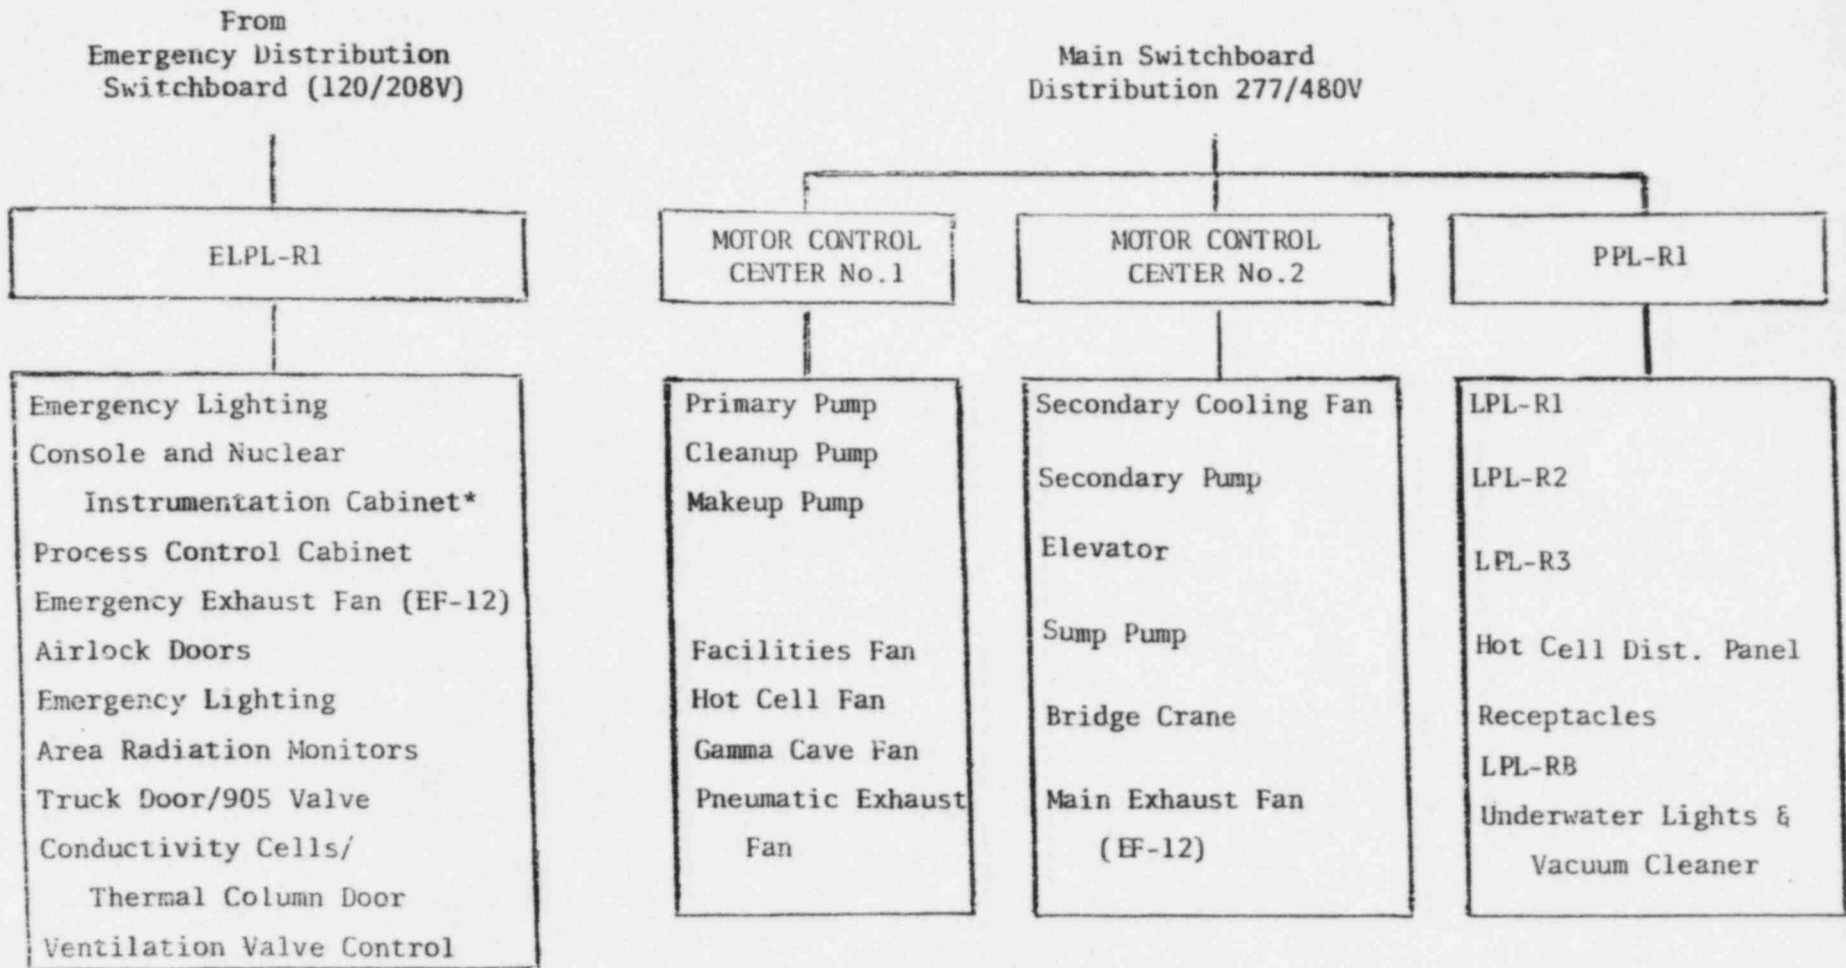 From
Emergency Distribution
Switchboard (120/208V)
Main Switchboard
Distribution 277/480V
ELPL-R1
MOTOR CONTROL
CENTER No.1
MOTOR CONTROL
CENTER No.2
PPL-R1
Emergency Lighting
Console and Nuclear
Instrumentation Cabinet*
Process Control Cabinet
Emergency Exhaust Fan (EF-12)
Airlock Doors
Emergency Lighting
Area Radiation Monitors
Truck Door/905 Valve
Conductivity Cells/
Thermal Column Door
Ventilation Valve Control
Primary Pump
Cleanup Pump
Makeup Pump
Facilities Fan
Hot Cell Fan
Gamma Cave Fan
Pneumatic Exhaust
Fan
Secondary Cooling Fan
Secondary Pump
Elevator
Sump Pump
Bridge Crane
Main Exhaust Fan
(EF-12)
LPL-R1
LPL-R2
LPL-R3
Hot Cell Dist. Panel
Receptacles
LPL-RB
Underwater Lights &
Vacuum Cleaner